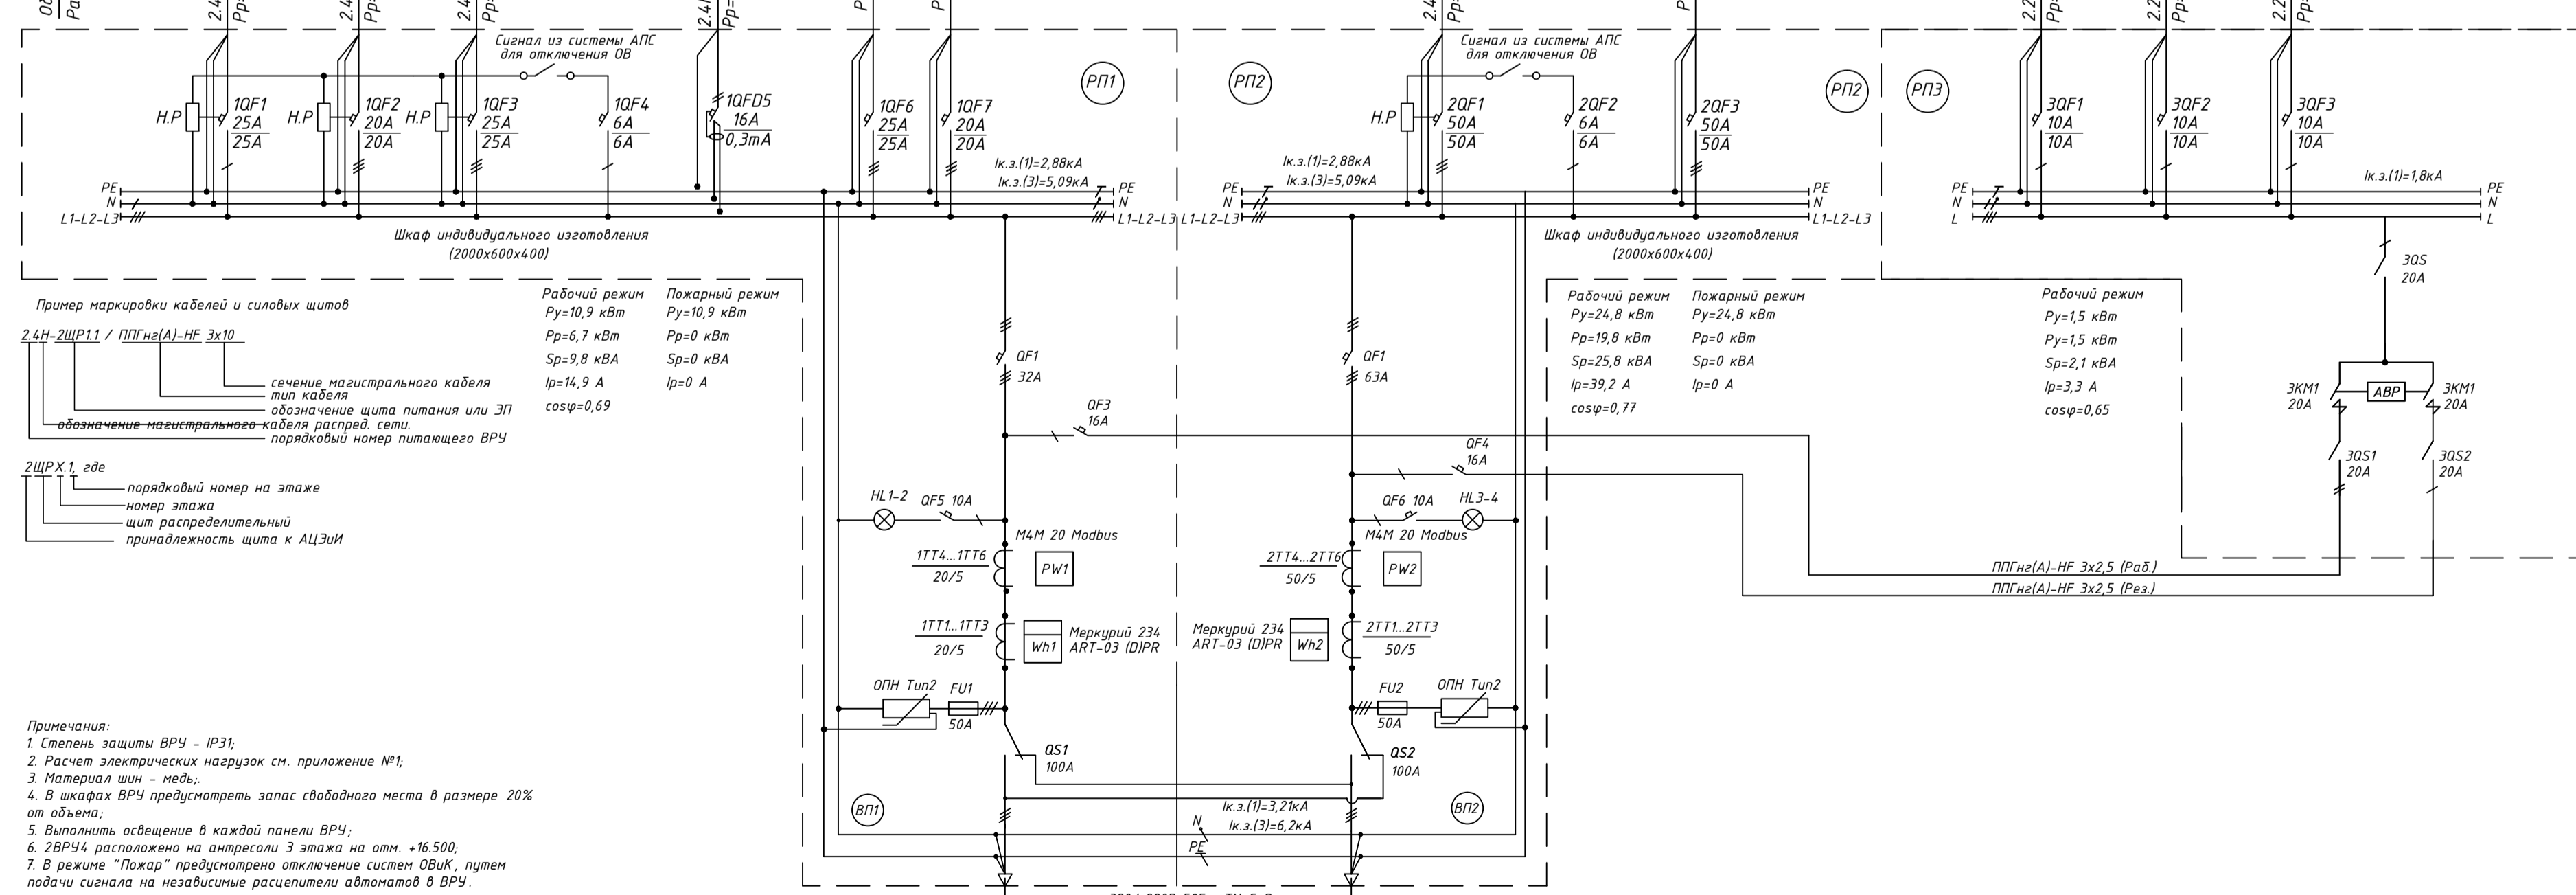 Сигнал из системы АПС
для отключения ОВ
Сигнал из системы АПС
для отключения ОВ
РП1
РП2
РП2
РП3
Н.Р
1QF1
25А
25А
Н.Р
1QF2
20А
20А
Н.Р
1QF3
25А
25А
1QF4
6А
6А
1QFD5
16А
0,3mA
1QF6
25А
25А
1QF7
20А
20А
Н.Р
2QF1
50А
50А
2QF2
6А
6А
2QF3
50А
50А
3QF1
10А
10А
3QF2
10А
10А
3QF3
10А
10А
Iк.з.(1)=2,88кА
Iк.з.(3)=5,09кА
Iк.з.(1)=2,88кА
Iк.з.(3)=5,09кА
Iк.з.(1)=1,8кА
PE
N
L1-L2-L3
PE
N
L1-L2-L3
PE
N
L1-L2-L3
PE
N
L1-L2-L3
PE
N
L
PE
N
L
Шкаф индивидуального изготовления
(2000х600х400)
Шкаф индивидуального изготовления
(2000х600х400)
3QS
20А
Пример маркировки кабелей и силовых щитов
2.4Н-2ЩР1.1 / ППГнг(А)-HF 3х10
сечение магистрального кабеля
тип кабеля
обозначение щита питания или ЭП
обозначение магистрального кабеля распред. сети.
порядковый номер питающего ВРУ
2ЩРХ.1, где
порядковый номер на этаже
номер этажа
щит распределительный
принадлежность щита к АЦЭиИ
Рабочий режим
Ру=10,9 кВт
Рр=6,7 кВт
Sр=9,8 кВА
Iр=14,9 А
cosφ=0,69
Пожарный режим
Ру=10,9 кВт
Рр=0 кВт
Sр=0 кВА
Iр=0 А
QF1
32А
QF1
63А
Рабочий режим
Ру=24,8 кВт
Рр=19,8 кВт
Sр=25,8 кВА
Iр=39,2 А
cosφ=0,77
Пожарный режим
Ру=24,8 кВт
Рр=0 кВт
Sр=0 кВА
Iр=0 А
Рабочий режим
Ру=1,5 кВт
Ру=1,5 кВт
Sр=2,1 кВА
Iр=3,3 А
cosφ=0,65
3КМ1
20А
АВР
3КМ1
20А
3QS1
20А
3QS2
20А
QF3
16А
QF4
16А
HL1-2
QF5 10А
QF6 10А
HL3-4
М4М 20 Modbus
М4М 20 Modbus
1ТТ4...1ТТ6
20/5
PW1
2ТТ4...2ТТ6
50/5
PW2
ППГнг(А)-HF 3х2,5 (Раб.)
ППГнг(А)-HF 3х2,5 (Рез.)
1ТТ1...1ТТ3
20/5
Wh1
Меркурий 234
ART-03 (D)PR
Меркурий 234
ART-03 (D)PR
Wh2
2ТТ1...2ТТ3
50/5
ОПН Тип2
FU1
50А
FU2
50А
ОПН Тип2
QS1
100А
QS2
100А
ВП1
ВП2
Iк.з.(1)=3,21кА
Iк.з.(3)=6,2кА
N
PE
Примечания:
1. Степень защиты ВРУ - IP31;
2. Расчет электрических нагрузок см. приложение №1;
3. Материал шин - медь;.
4. В шкафах ВРУ предусмотреть запас свободного места в размере 20%
от объема;
5. Выполнить освещение в каждой панели ВРУ;
6. 2ВРУ4 расположено на антресоли 3 этажа на отм. +16.500;
7. В режиме "Пожар" предусмотрено отключение систем ОВиК, путем
подачи сигнала на независимые расцепители автоматов в ВРУ.